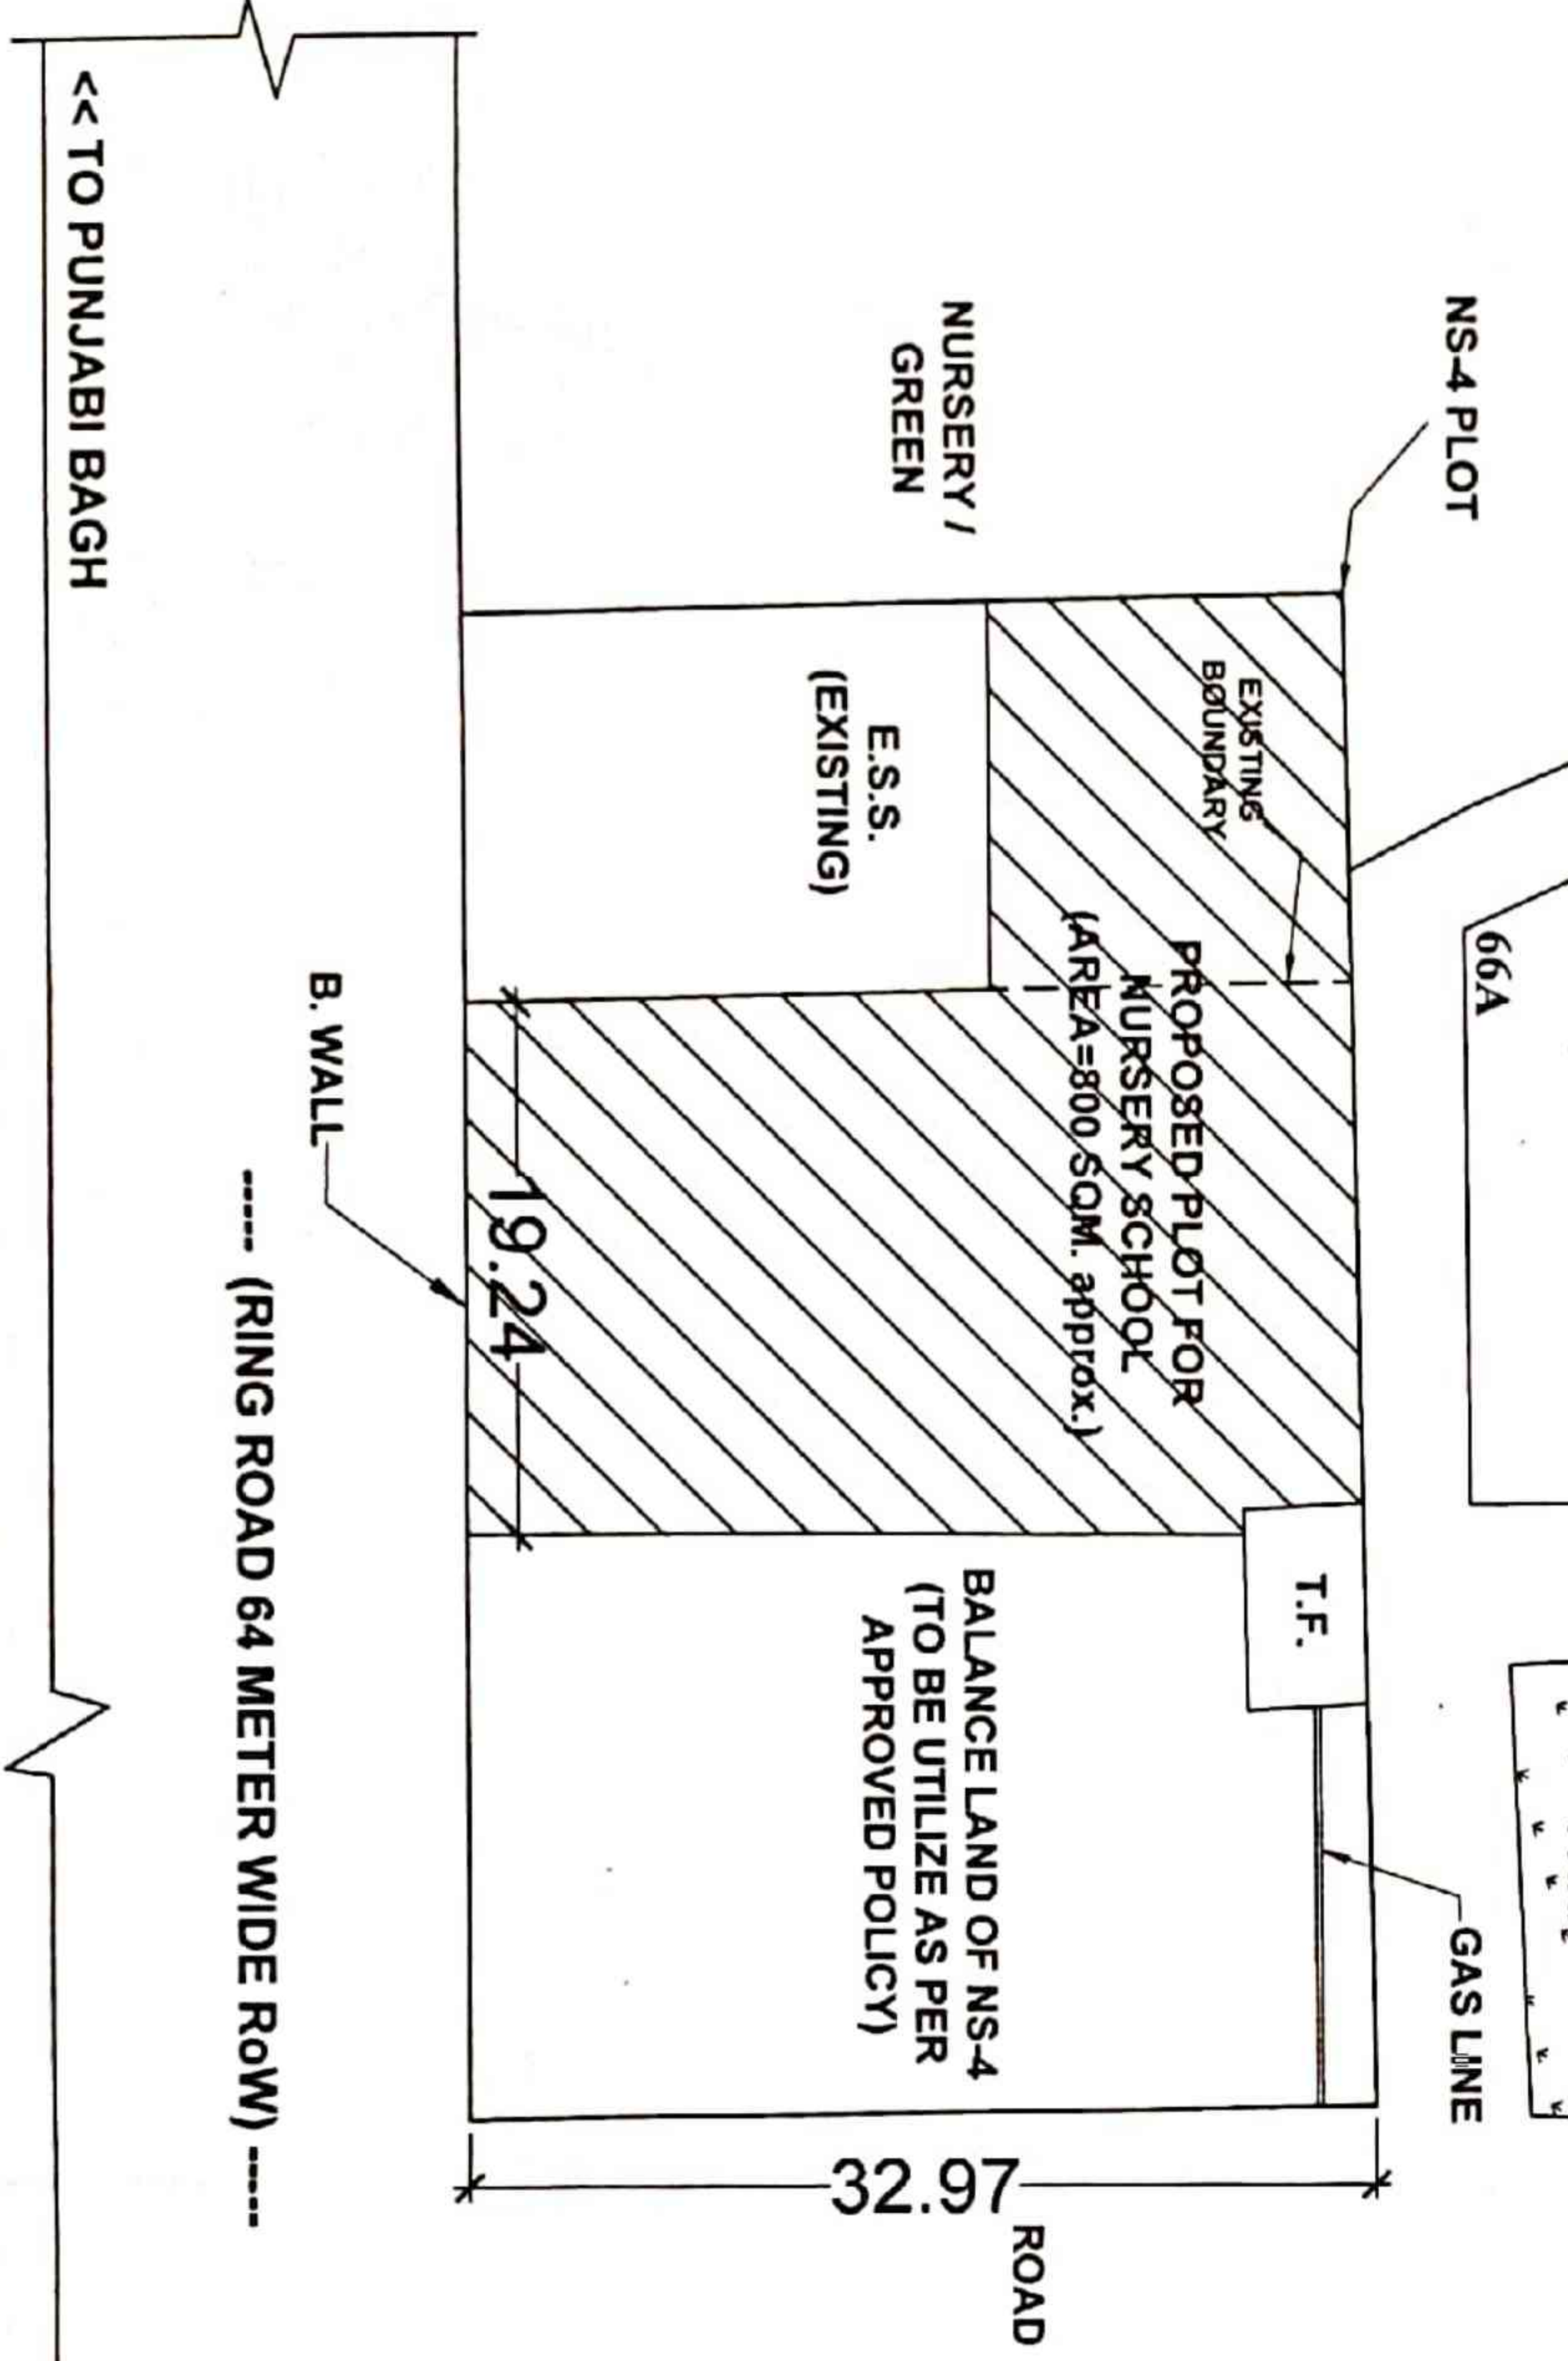 NS-4 PLOT
66A
GAS LINE
EXISTING
BOUNDARY
PROPOSED PLOT FOR
NURSERY SCHOOL
(AREA=800 SQM. approx.)
T.F.
NURSERY /
GREEN
E.S.S.
(EXISTING)
BALANCE LAND OF NS-4
(TO BE UTILIZE AS PER
APPROVED POLICY)
32.97
ROAD
19.24
B. WALL
----- (RING ROAD 64 METER WIDE RoW) -----
<< TO PUNJABI BAGH